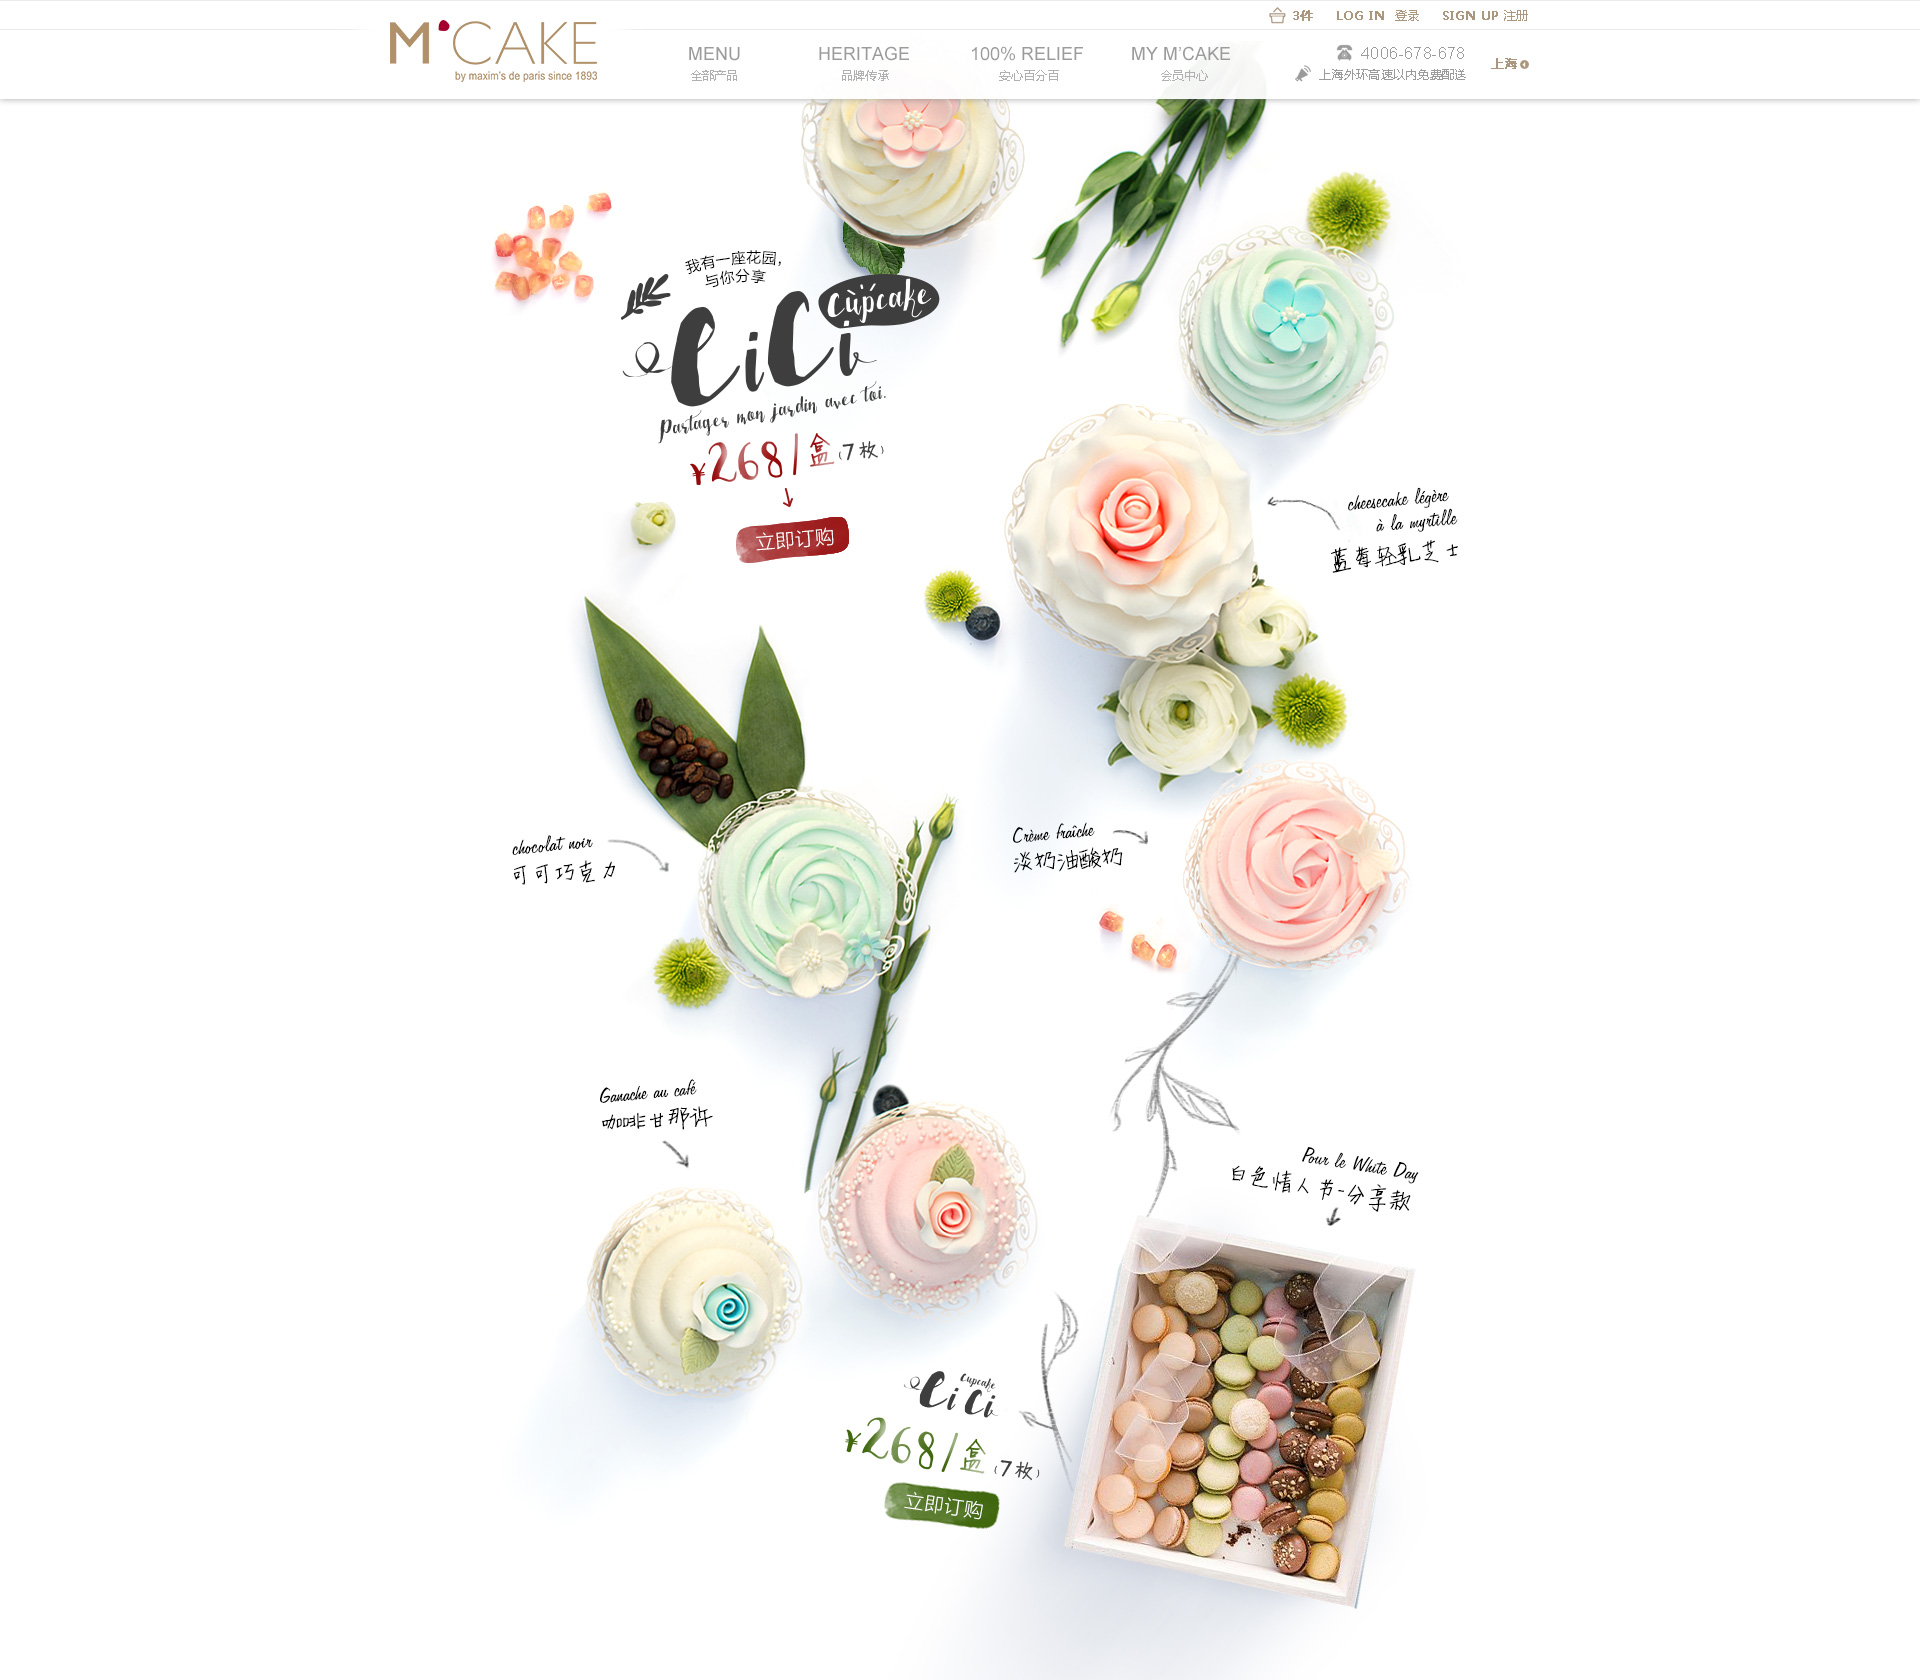 3件 LOG IN 登录 SIGN UP 注册
M'CAKE
by maxim's de paris since 1893
MENU HERITAGE 100% RELIEF MY M'CAKE
全部产品 品牌传承 安心百分百 会员中心
4006-678-678
上海外环高速以内免费配送
上海
我有一座花园，
与你分享
CiCi Cupcake
Partager mon jardin avec toi.
¥268/盒(7枚)
立即订购
cheesecake légère
à la myrtille
蓝莓轻乳芝士
chocolat noir
可可巧克力
Crème fraîche
淡奶油酸奶
Ganache au café
咖啡甘那许
Pour le White Day
白色情人节-分享款
Cupcake
CiCi
¥268/盒(7枚)
立即订购